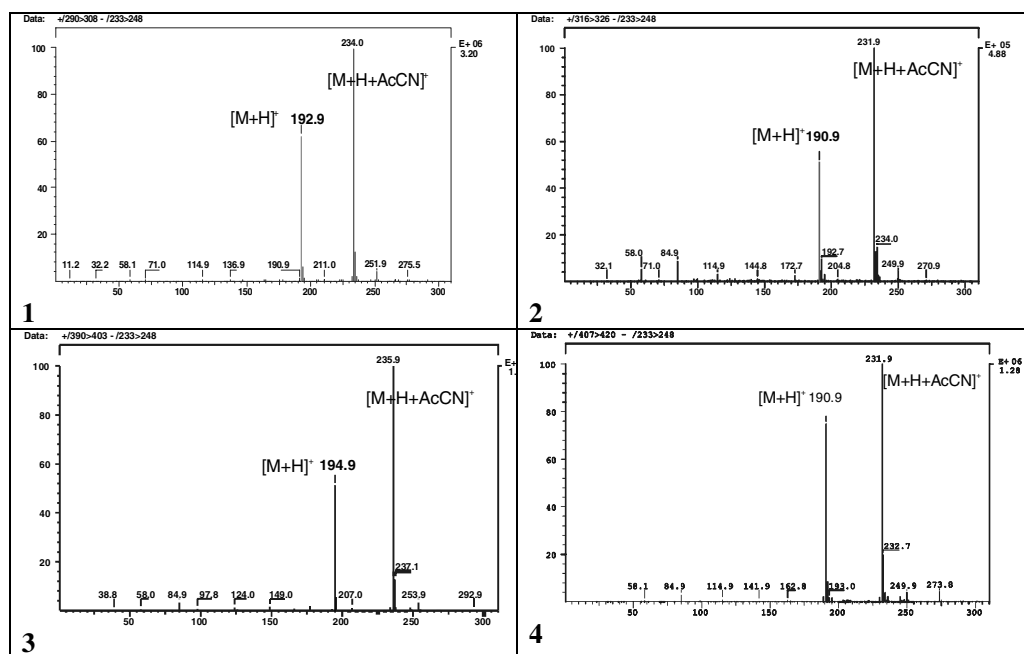 Data: +/290>308 - /233>248
100
80
60
40
20
E+ 06
3.20
234.0
[M+H+AcCN]+
[M+H]+ 192.9
11.2 32.2 58.1 71.0 114.9 136.9 190.9 211.0 251.9 275.5
50 100 150 200 250 300
1
Data: +/316>326 - /233>248
100
80
60
40
20
E+ 05
4.88
231.9
[M+H+AcCN]+
[M+H]+ 190.9
32.1 58.0 71.0 84.9 114.9 144.8 172.7 192.7 204.8 234.0 249.9 270.9
50 100 150 200 250 300
2
Data: +/390>403 - /233>248
100
80
60
40
20
E+
1.
235.9
[M+H+AcCN]+
[M+H]+ 194.9
237.1
38.8 58.0 84.9 97.8 124.0 149.0 207.0 253.9 292.9
50 100 150 200 250 300
3
Data: +/407>420 - /233>248
100
80
60
40
20
E+ 06
1.28
231.9
[M+H+AcCN]+
[M+H]+ 190.9
232.7
58.1 84.9 114.9 141.9 162.8 193.0 249.9 273.8
50 100 150 200 250 300
4